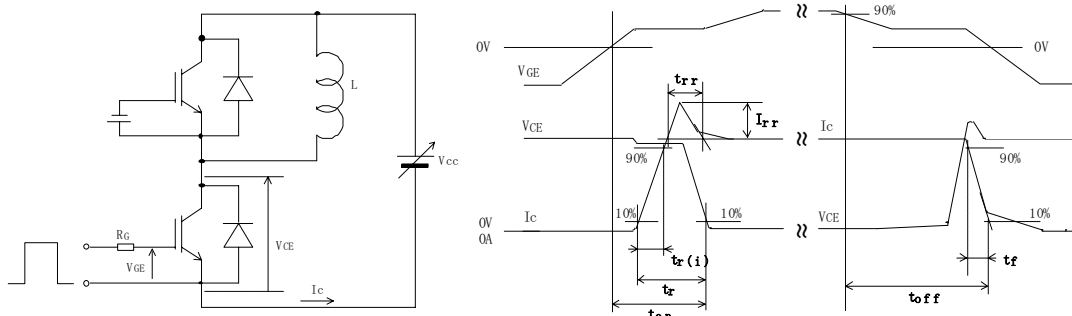 L
Vcc
RG
VGE
VCE
Ic
0V
VGE
trr
Irr
VCE
90%
Ic
10%
10%
0V
0A
tr(i)
tr
ton
90%
0V
Ic
90%
VCE
10%
tf
toff